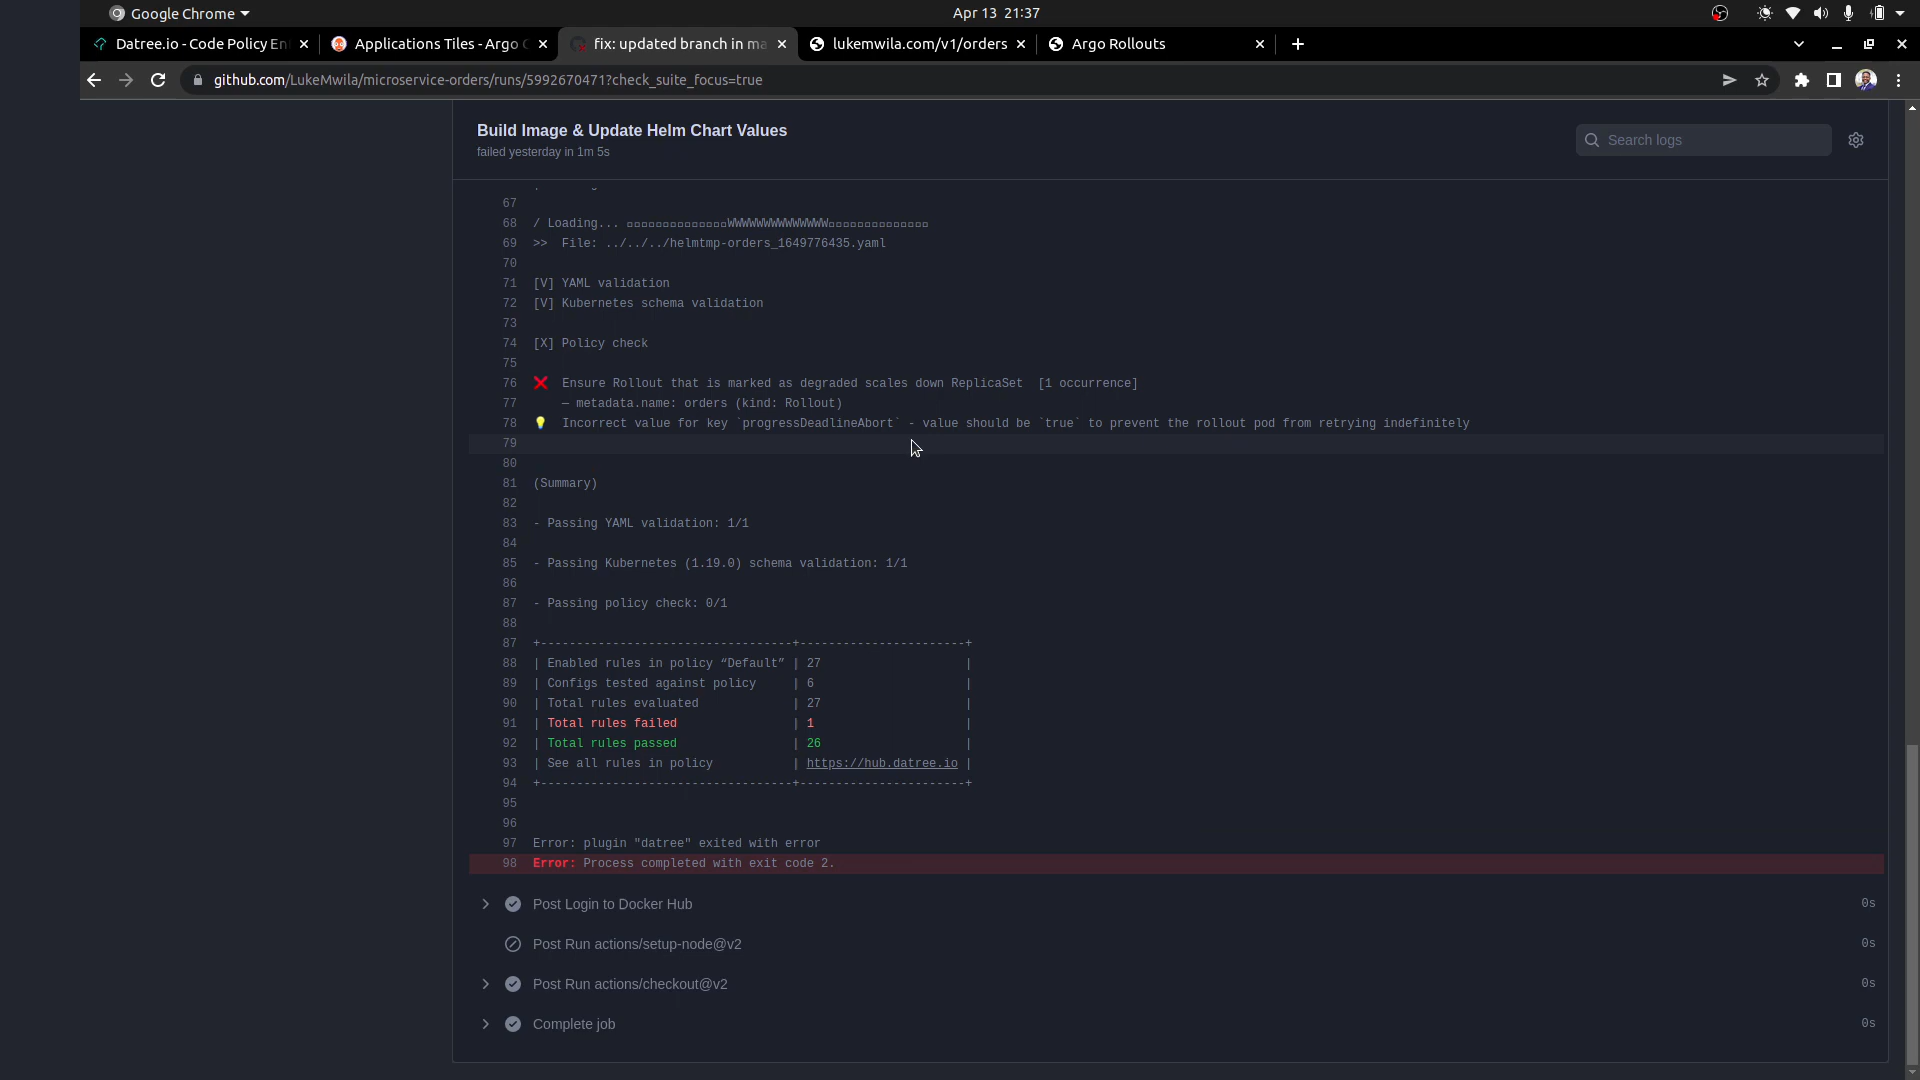 Google Chrome
Apr 13 21:37
Datree.io - Code Policy En
Applications Tiles - Argo C
fix: updated branch in ma
lukemwila.com/v1/orders
Argo Rollouts
github.com/LukeMwila/microservice-orders/runs/5992670471?check_suite_focus=true
Build Image & Update Helm Chart Values
failed yesterday in 1m 5s
Search logs
67
68 / Loading... □□□□□□□□□□□□□□WWWWWWWWWWWWWW□□□□□□□□□□□□□□
69 >> File: ../../../helmtmp-orders_1649776435.yaml
70
71 [V] YAML validation
72 [V] Kubernetes schema validation
73
74 [X] Policy check
75
76 ❌ Ensure Rollout that is marked as degraded scales down ReplicaSet [1 occurrence]
77 — metadata.name: orders (kind: Rollout)
78 💡 Incorrect value for key `progressDeadlineAbort` - value should be `true` to prevent the rollout pod from retrying indefinitely
79
80
81 (Summary)
82
83 - Passing YAML validation: 1/1
84
85 - Passing Kubernetes (1.19.0) schema validation: 1/1
86
87 - Passing policy check: 0/1
88
87 +-----------------------------------+-----------------------+
88 | Enabled rules in policy “Default” | 27 |
89 | Configs tested against policy | 6 |
90 | Total rules evaluated | 27 |
91 | Total rules failed | 1 |
92 | Total rules passed | 26 |
93 | See all rules in policy | https://hub.datree.io |
94 +-----------------------------------+-----------------------+
95
96
97 Error: plugin "datree" exited with error
98 Error: Process completed with exit code 2.
Post Login to Docker Hub 0s
Post Run actions/setup-node@v2 0s
Post Run actions/checkout@v2 0s
Complete job 0s